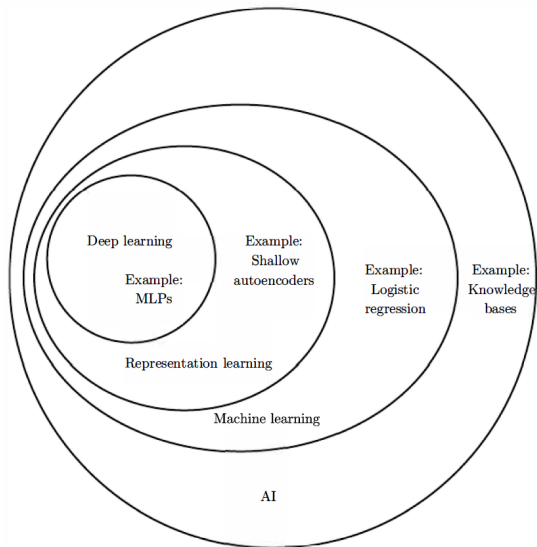 Deep learning
Example:
MLPs
Example:
Shallow
autoencoders
Example:
Logistic
regression
Example:
Knowledge
bases
Representation learning
Machine learning
AI